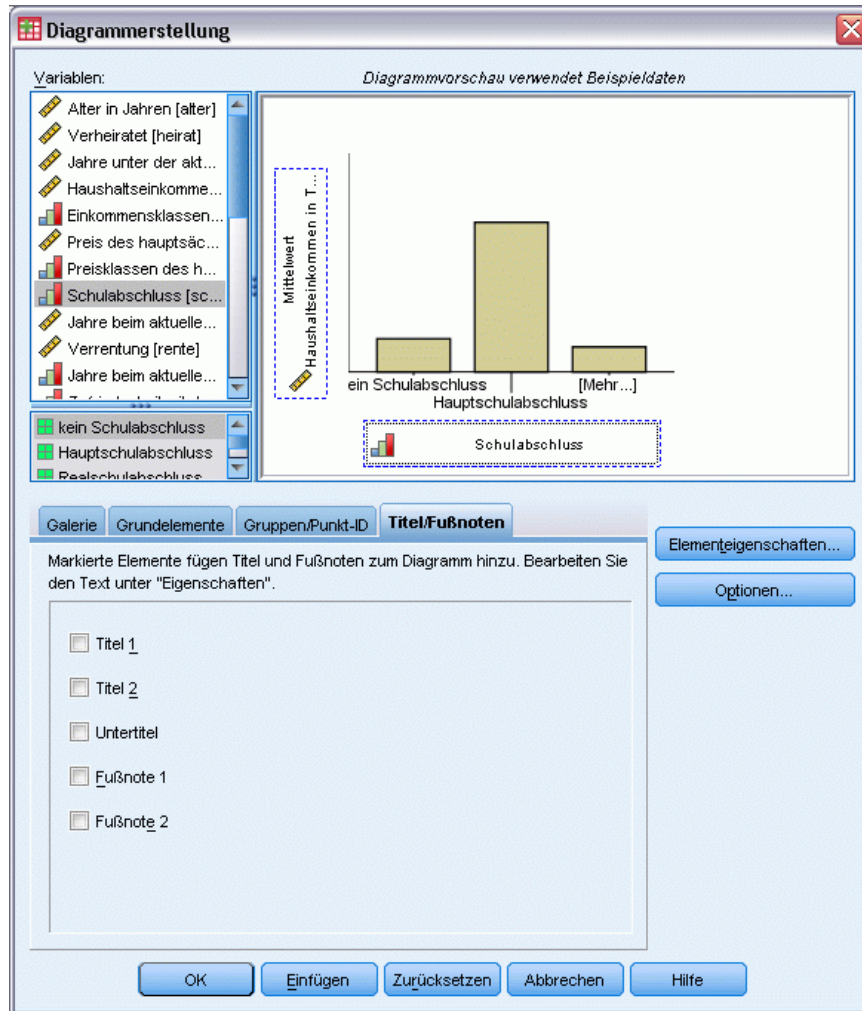 Diagrammerstellung
Variablen:
Diagrammvorschau verwendet Beispieldaten
Alter in Jahren [alter]
Verheiratet [heirat]
Jahre unter der akt...
Haushaltseinkomme...
Einkommensklassen...
Preis des hauptsäc...
Preisklassen des h...
Schulabschluss [sc...
Jahre beim aktuelle...
Verrentung [rente]
Jahre beim aktuelle...
kein Schulabschluss
Hauptschulabschluss
Realschulabschluss
Mittelwert
Haushaltseinkommen in T...
ein Schulabschluss
Hauptschulabschluss
[Mehr...]
Schulabschluss
Galerie
Grundelemente
Gruppen/Punkt-ID
Titel/Fußnoten
Markierte Elemente fügen Titel und Fußnoten zum Diagramm hinzu. Bearbeiten Sie
den Text unter "Eigenschaften".
Titel 1
Titel 2
Untertitel
Fußnote 1
Fußnote 2
Elementeigenschaften...
Optionen...
OK
Einfügen
Zurücksetzen
Abbrechen
Hilfe